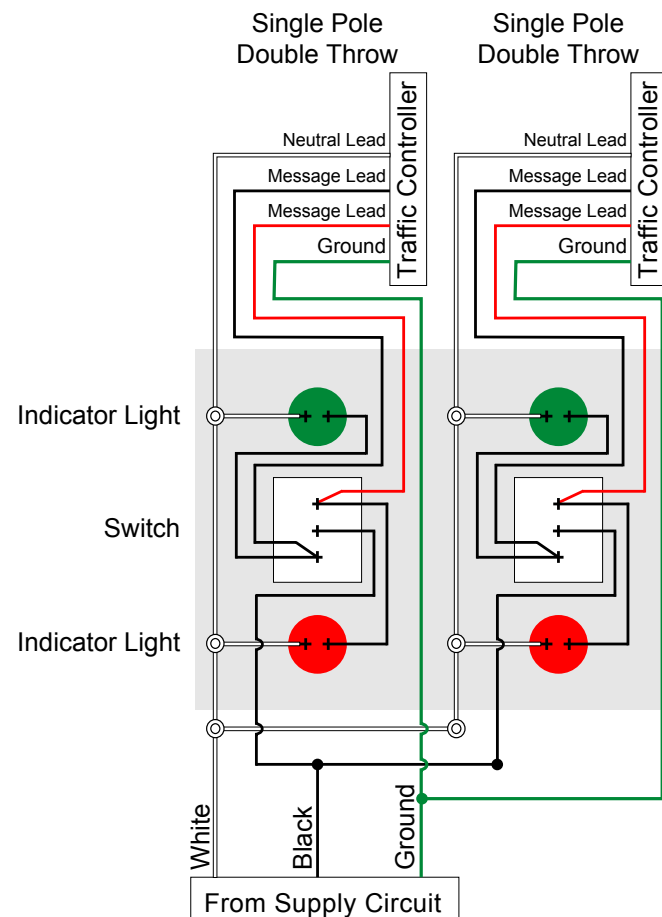 Single Pole
Double Throw
Single Pole
Double Throw
Neutral Lead
Message Lead
Message Lead
Ground
Traffic Controller
Neutral Lead
Message Lead
Message Lead
Ground
Traffic Controller
Indicator Light
Switch
Indicator Light
White
Black
Ground
From Supply Circuit